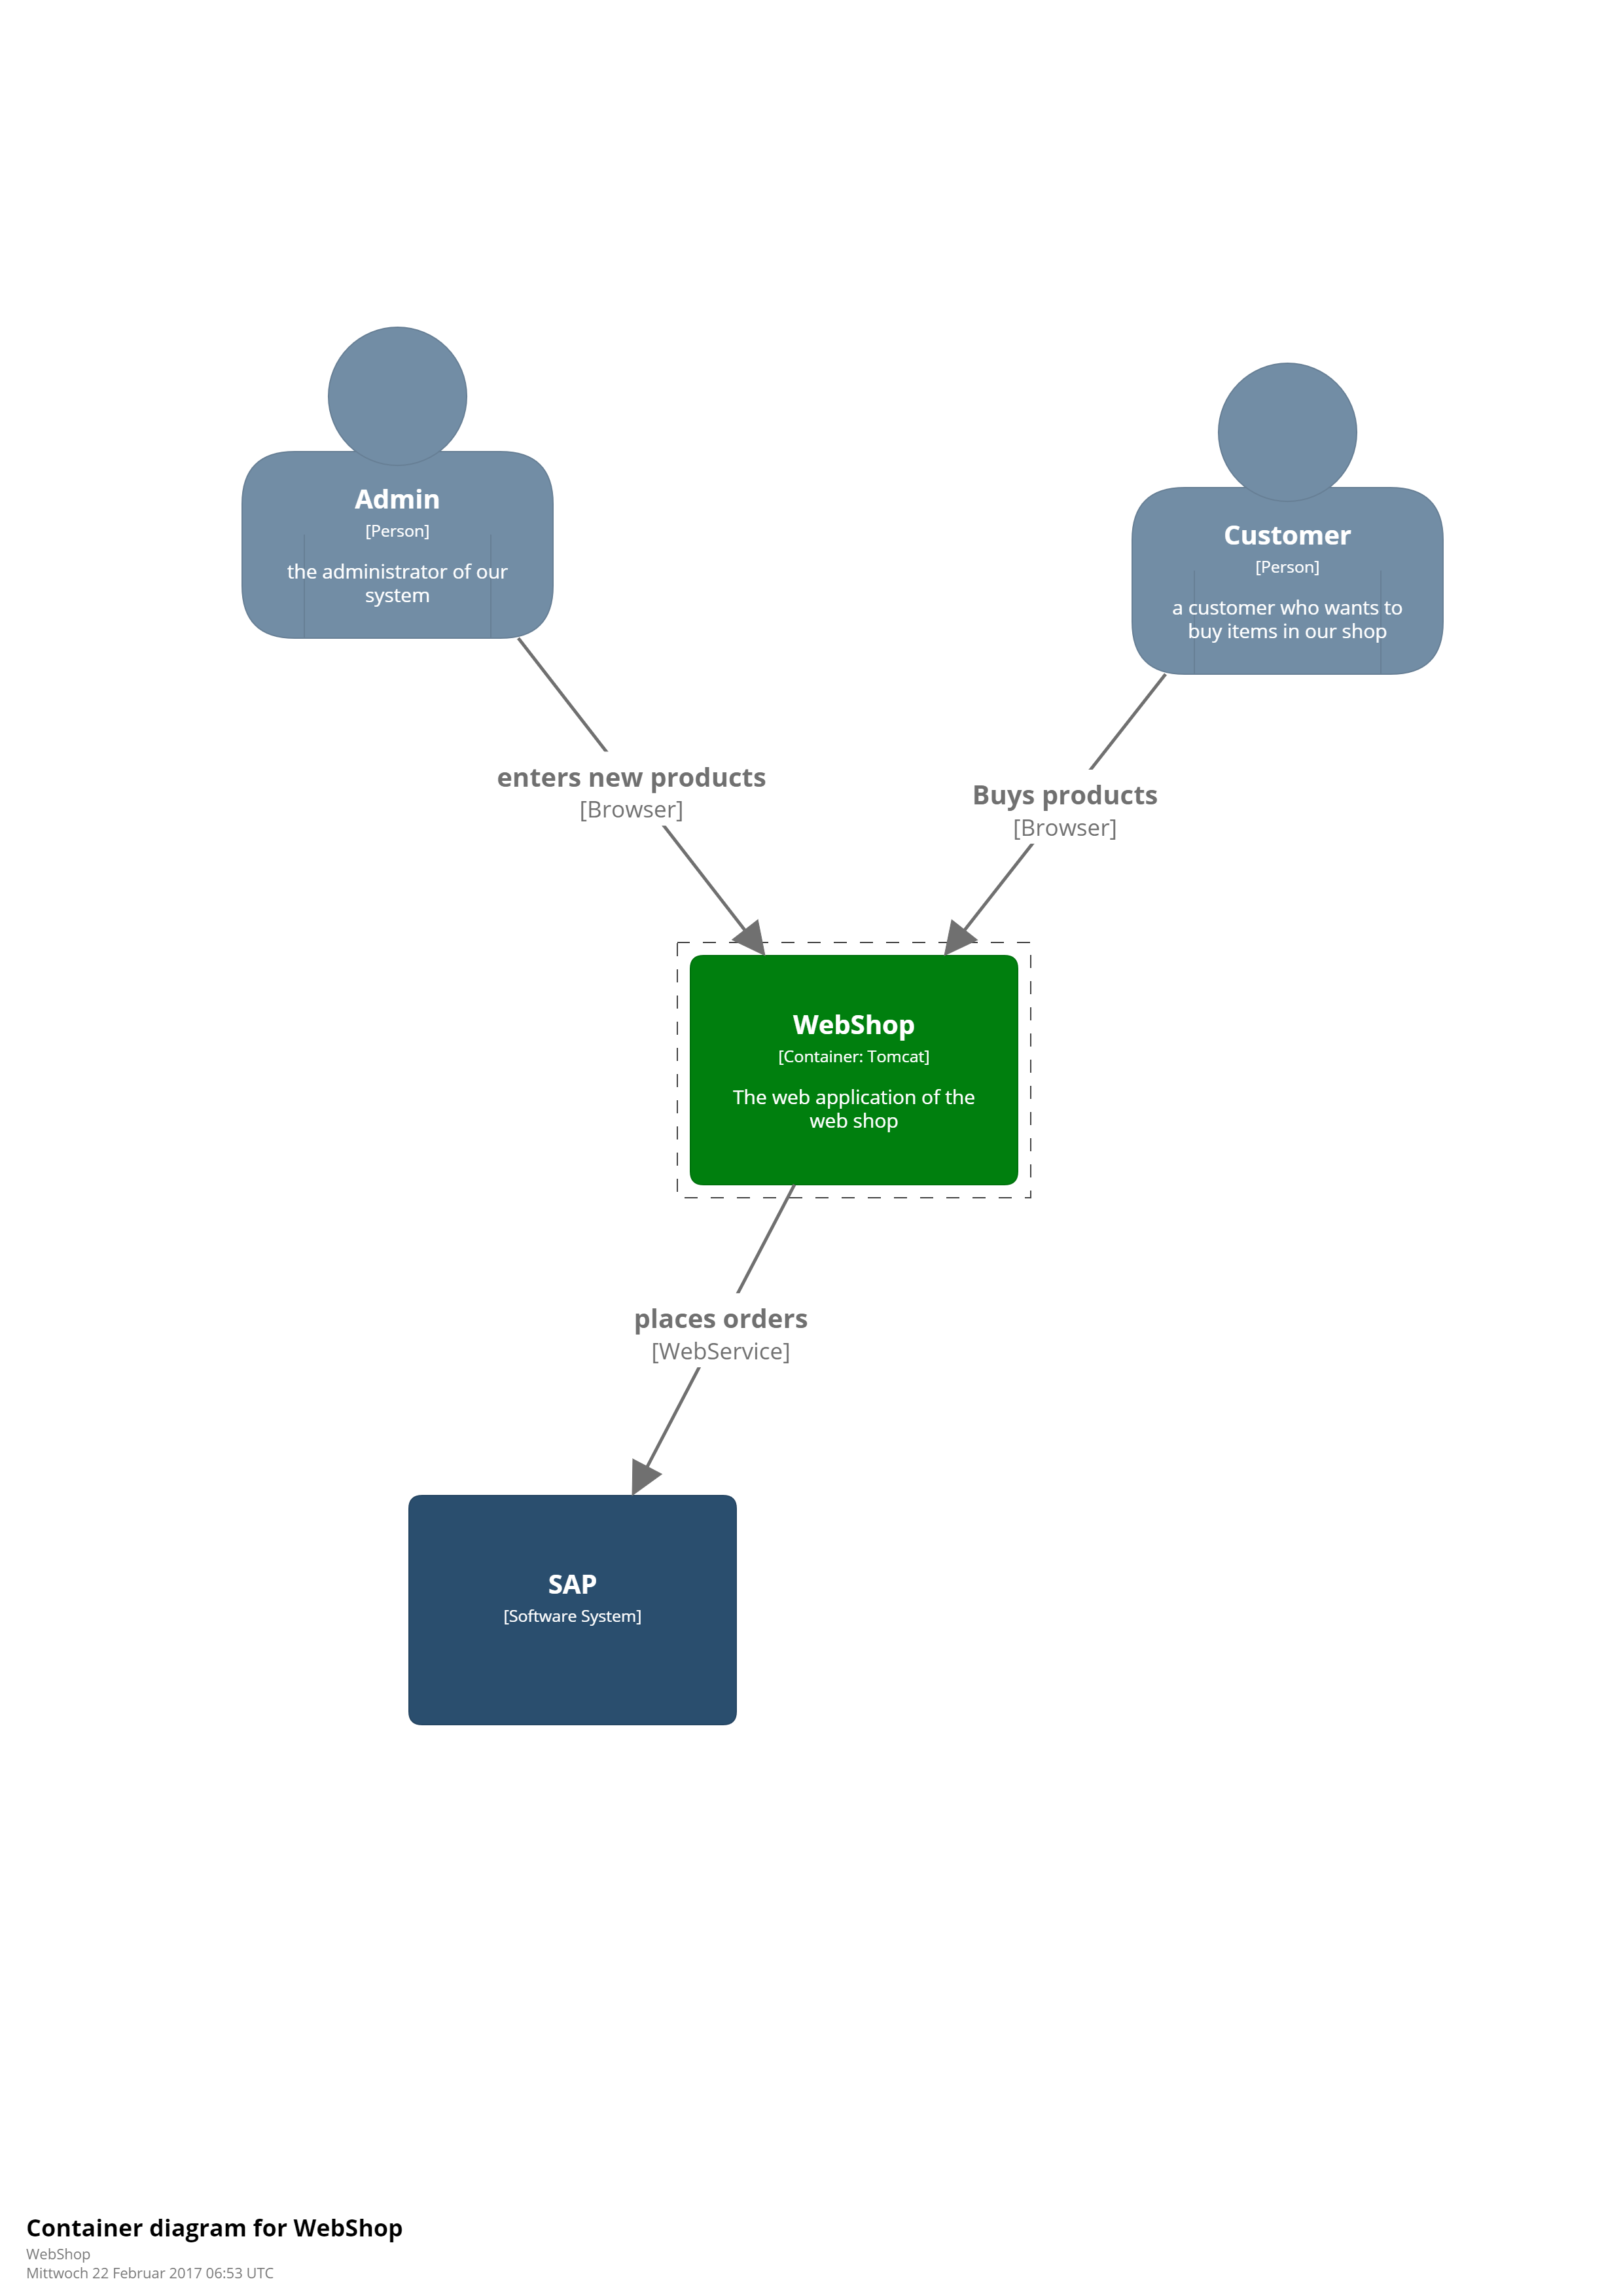 Admin
[Person]
the administrator of our
system
Customer
[Person]
a customer who wants to
buy items in our shop
enters new products
[Browser]
Buys products
[Browser]
WebShop
[Container: Tomcat]
The web application of the
web shop
places orders
[WebService]
SAP
[Software System]
Container diagram for WebShop
WebShop
Mittwoch 22 Februar 2017 06:53 UTC